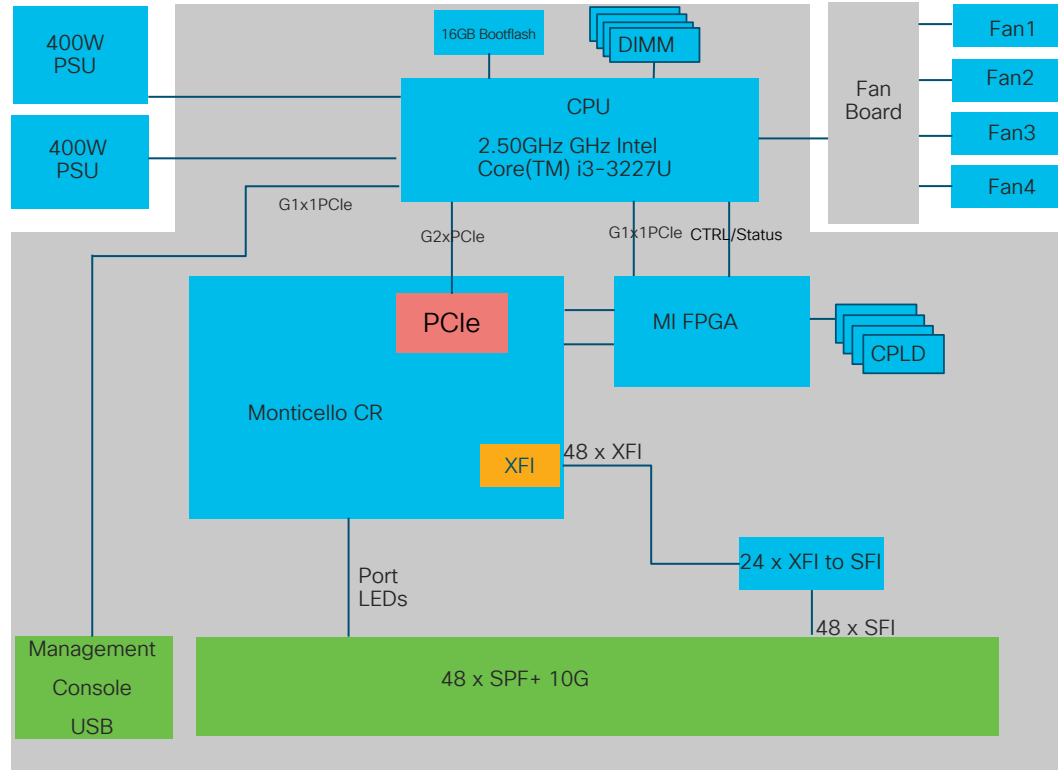 400W
PSU
16GB Bootflash
DIMM
Fan1
Fan2
Fan3
Fan4
Fan
Board
CPU
2.50GHz GHz Intel
Core(TM) i3-3227U
400W
PSU
G1x1PCIe
G2xPCIe
G1x1PCIe
CTRL/Status
PCIe
MI FPGA
CPLD
Monticello CR
XFI
48 x XFI
24 x XFI to SFI
Port
LEDs
48 x SFI
Management
Console
USB
48 x SPF+ 10G